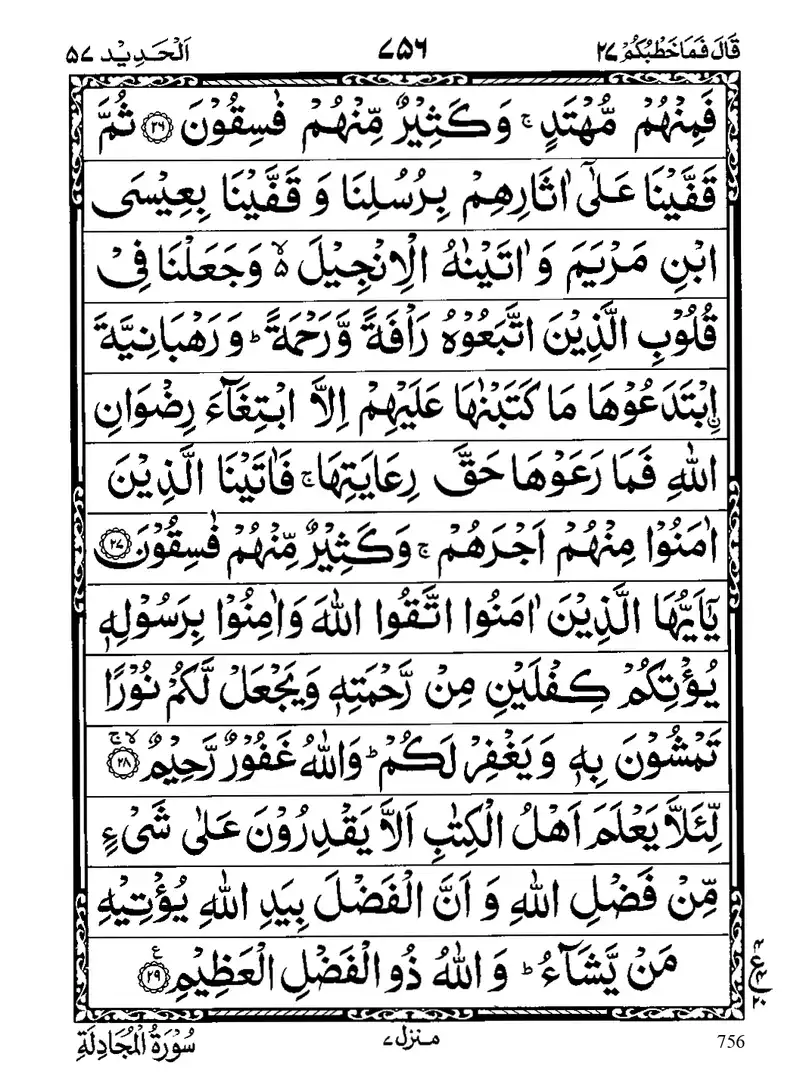 قَالَ فَمَا خَطْبُكُمْ ٢٧ ٧٥٦ اَلْحَدِيْد ٥٧
فَمِنْهُمْ مُّهْتَدٍ ۚ وَكَثِيْرٌ مِّنْهُمْ فٰسِقُوْنَ ﴿٢٦﴾ ثُمَّ
قَفَّيْنَا عَلٰٓى اٰثَارِهِمْ بِرُسُلِنَا وَ قَفَّيْنَا بِعِيْسَى
ابْنِ مَرْيَمَ وَ اٰتَيْنٰهُ الْاِنْجِيْلَ ۙ وَجَعَلْنَا فِيْ
قُلُوْبِ الَّذِيْنَ اتَّبَعُوْهُ رَاْفَةً وَّرَحْمَةً ؕ وَ رَهْبَانِيَّةَ
ۨابْتَدَعُوْهَا مَا كَتَبْنٰهَا عَلَيْهِمْ اِلَّا ابْتِغَآءَ رِضْوَانِ
اللّٰهِ فَمَا رَعَوْهَا حَقَّ رِعَايَتِهَا ۚ فَاٰتَيْنَا الَّذِيْنَ
اٰمَنُوْا مِنْهُمْ اَجْرَهُمْ ۚ وَكَثِيْرٌ مِّنْهُمْ فٰسِقُوْنَ ﴿٢٧﴾
يٰۤاَيُّهَا الَّذِيْنَ اٰمَنُوا اتَّقُوا اللّٰهَ وَاٰمِنُوْا بِرَسُوْلِهٖ
يُؤْتِكُمْ كِفْلَيْنِ مِنْ رَّحْمَتِهٖ وَيَجْعَلْ لَّكُمْ نُوْرًا
تَمْشُوْنَ بِهٖ وَ يَغْفِرْ لَكُمْ ؕ وَاللّٰهُ غَفُوْرٌ رَّحِيْمٌ ﴿٢٨﴾ ۙۚ
لِّئَلَّا يَعْلَمَ اَهْلُ الْكِتٰبِ اَلَّا يَقْدِرُوْنَ عَلٰى شَيْءٍ
مِّنْ فَضْلِ اللّٰهِ وَ اَنَّ الْفَضْلَ بِيَدِ اللّٰهِ يُؤْتِيْهِ
مَنْ يَّشَآءُ ؕ وَ اللّٰهُ ذُو الْفَضْلِ الْعَظِيْمِ ﴿٢٩﴾ ع
سُوْرَةُ الْمُجَادِلَةِ منزل ٧ 756